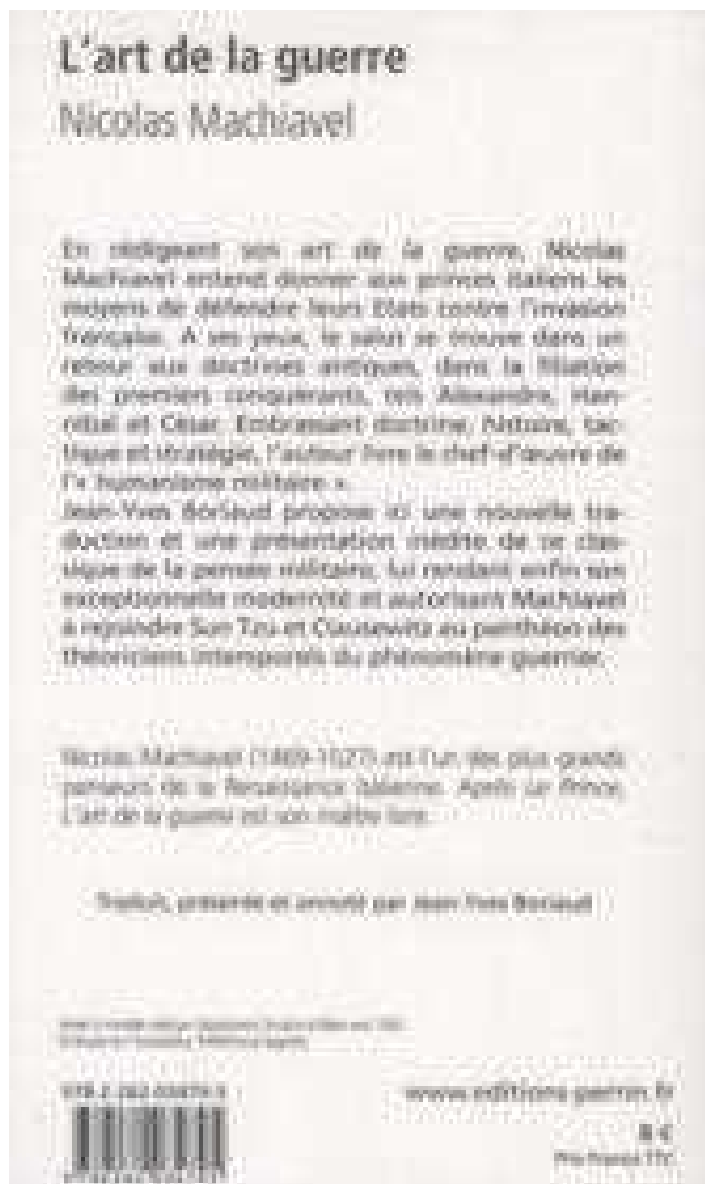 L'art de la guerre
Nicolas Machiavel
En rédigeant son art de la guerre, Nicolas
Machiavel entend donner aux princes italiens les
moyens de défendre leurs Etats contre l'invasion
française. A ses yeux, le salut se trouve dans un
retour aux doctrines antiques, dans la filiation
des premiers conquérants, tels Alexandre, Han-
nibal et César. Embrassant doctrine, histoire, tac-
tique et stratégie, l'auteur livre le chef-d'œuvre de
l'« humanisme militaire ».
Jean-Yves Boriaud propose ici une nouvelle tra-
duction et une présentation inédite de ce clas-
sique de la pensée militaire, lui rendant enfin son
exceptionnelle modernité et autorisant Machiavel
à rejoindre Sun Tzu et Clausewitz au panthéon des
théoriciens intemporels du phénomène guerrier.
Nicolas Machiavel (1469-1527) est l'un des plus grands
penseurs de la Renaissance italienne. Après Le Prince,
L'art de la guerre est son maître livre.
Traduit, présenté et annoté par Jean-Yves Boriaud
www.editions-perrin.fr
8 €
Prix France TTC